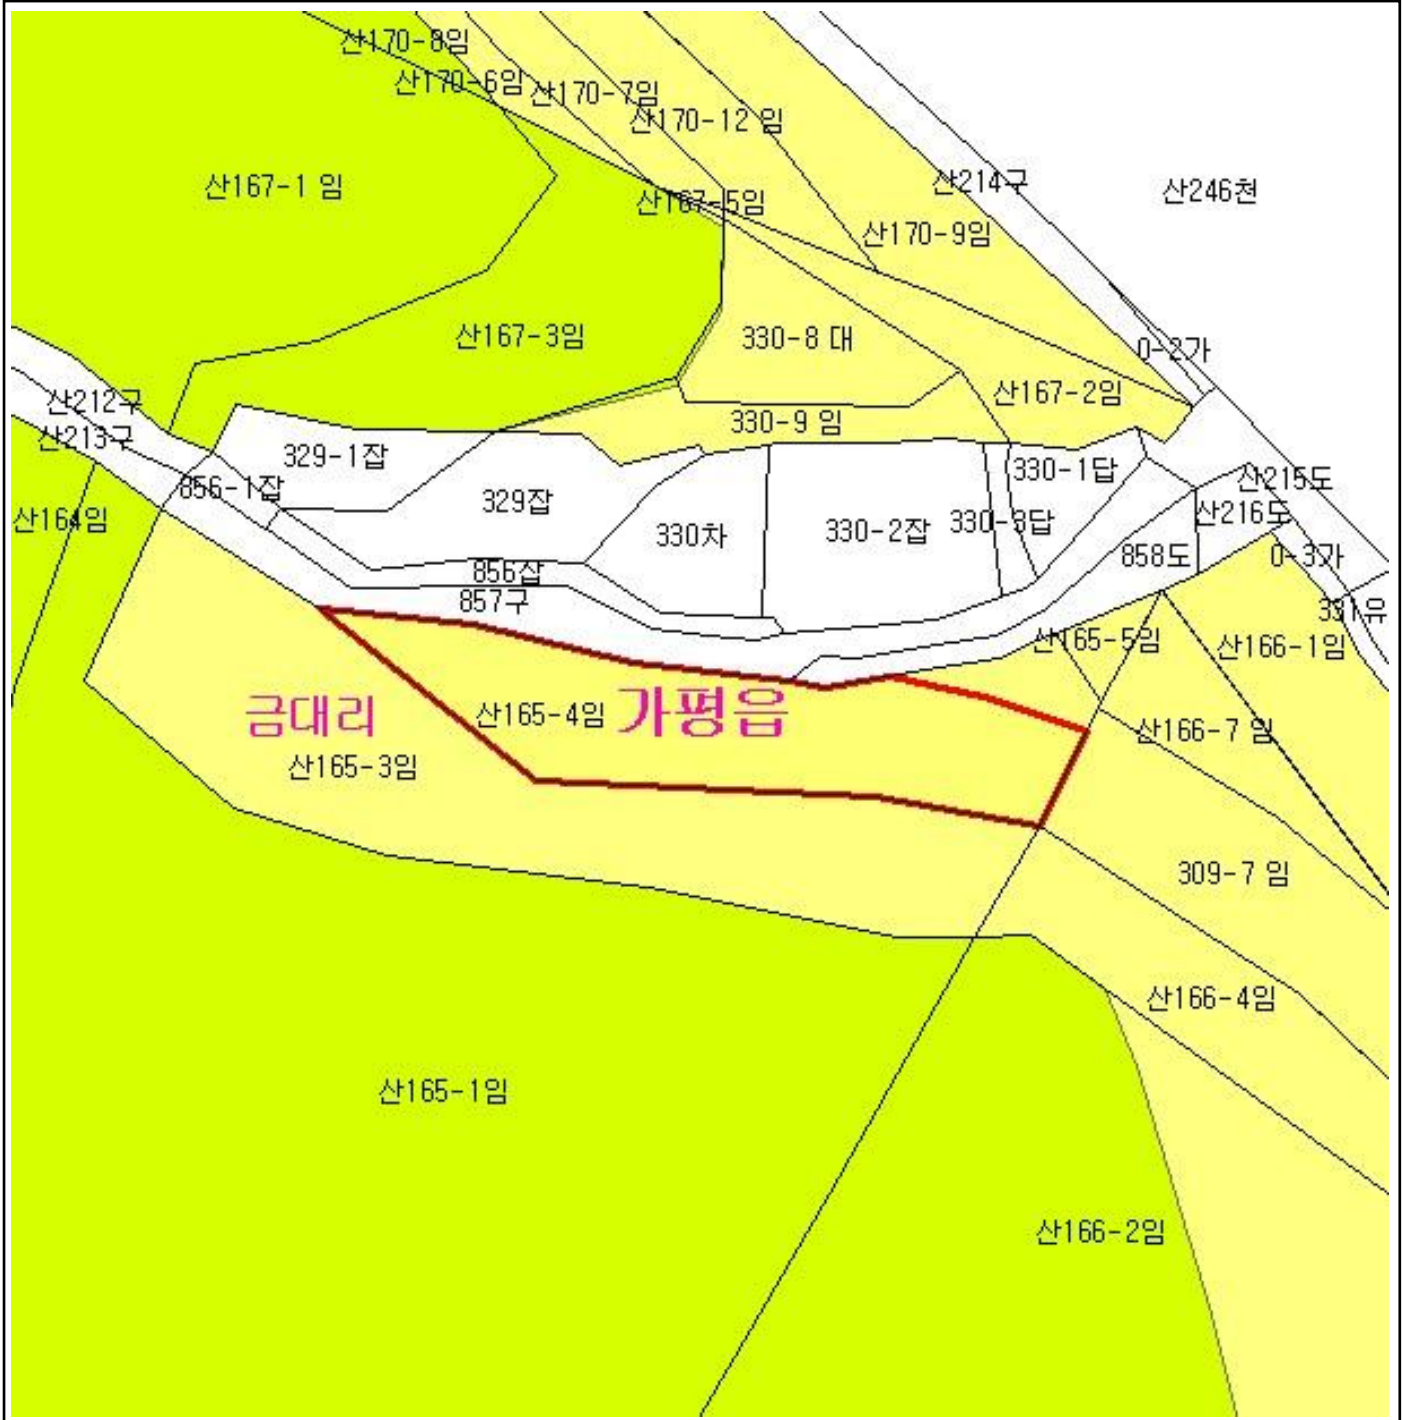 산170-8임
산170-6임
산170-7임
산170-12 임
산167-1 임
산167-5임
산214구
산246천
산170-9임
산167-3임
330-8 대
0-2가
산167-2임
산212구
산213구
330-9 임
329-1잡
856-1잡
329잡
330-1답
산215도
산164임
330차
330-2잡
330-3답
산216도
858도
0-3가
856잡
857구
331유
산165-5임
산166-1임
금대리
산165-4임
가평읍
산166-7 임
산165-3임
309-7 임
산166-4임
산165-1임
산166-2임